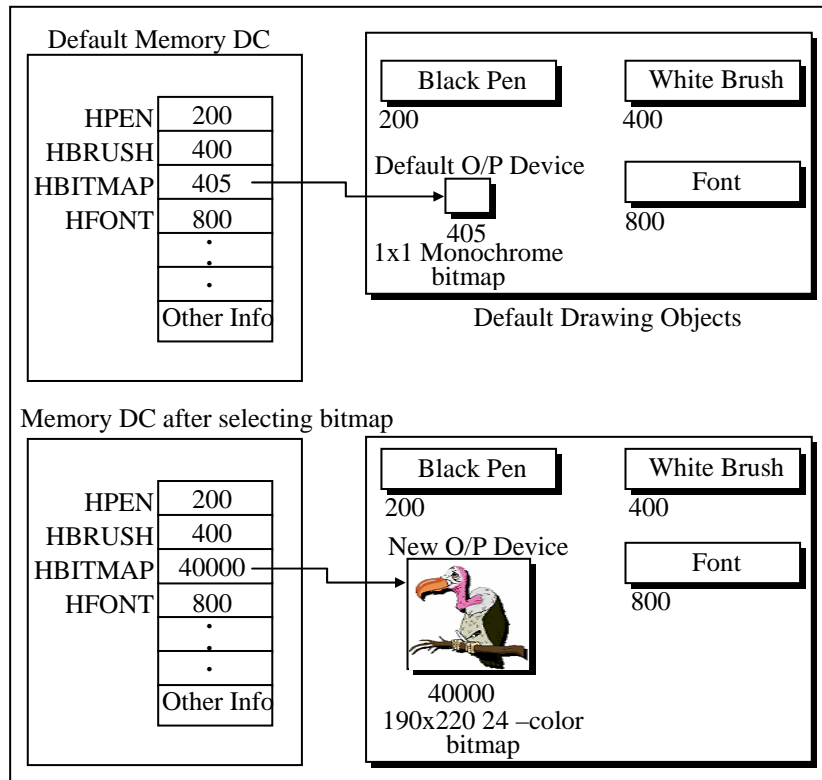 Default Memory DC
HPEN 200
HBRUSH 400
HBITMAP 405
HFONT 800
:
.
Other Info
Black Pen
200
White Brush
400
Default O/P Device
405
1x1 Monochrome
bitmap
Font
800
Default Drawing Objects
Memory DC after selecting bitmap
HPEN 200
HBRUSH 400
HBITMAP 40000
HFONT 800
:
.
Other Info
Black Pen
200
White Brush
400
New O/P Device
40000
190x220 24 –color
bitmap
Font
800